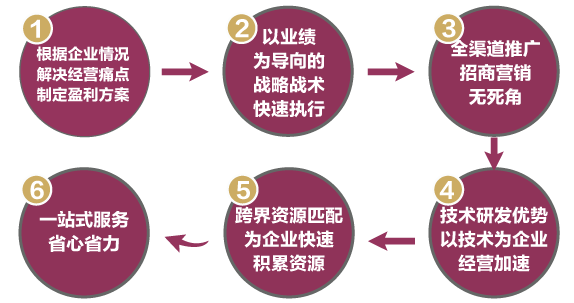 1
根据企业情况
解决经营痛点
制定盈利方案
2
以业绩
为导向的
战略战术
快速执行
3
全渠道推广
招商营销
无死角
4
技术研发优势
以技术为企业
经营加速
5
跨界资源匹配
为企业快速
积累资源
6
一站式服务
省心省力